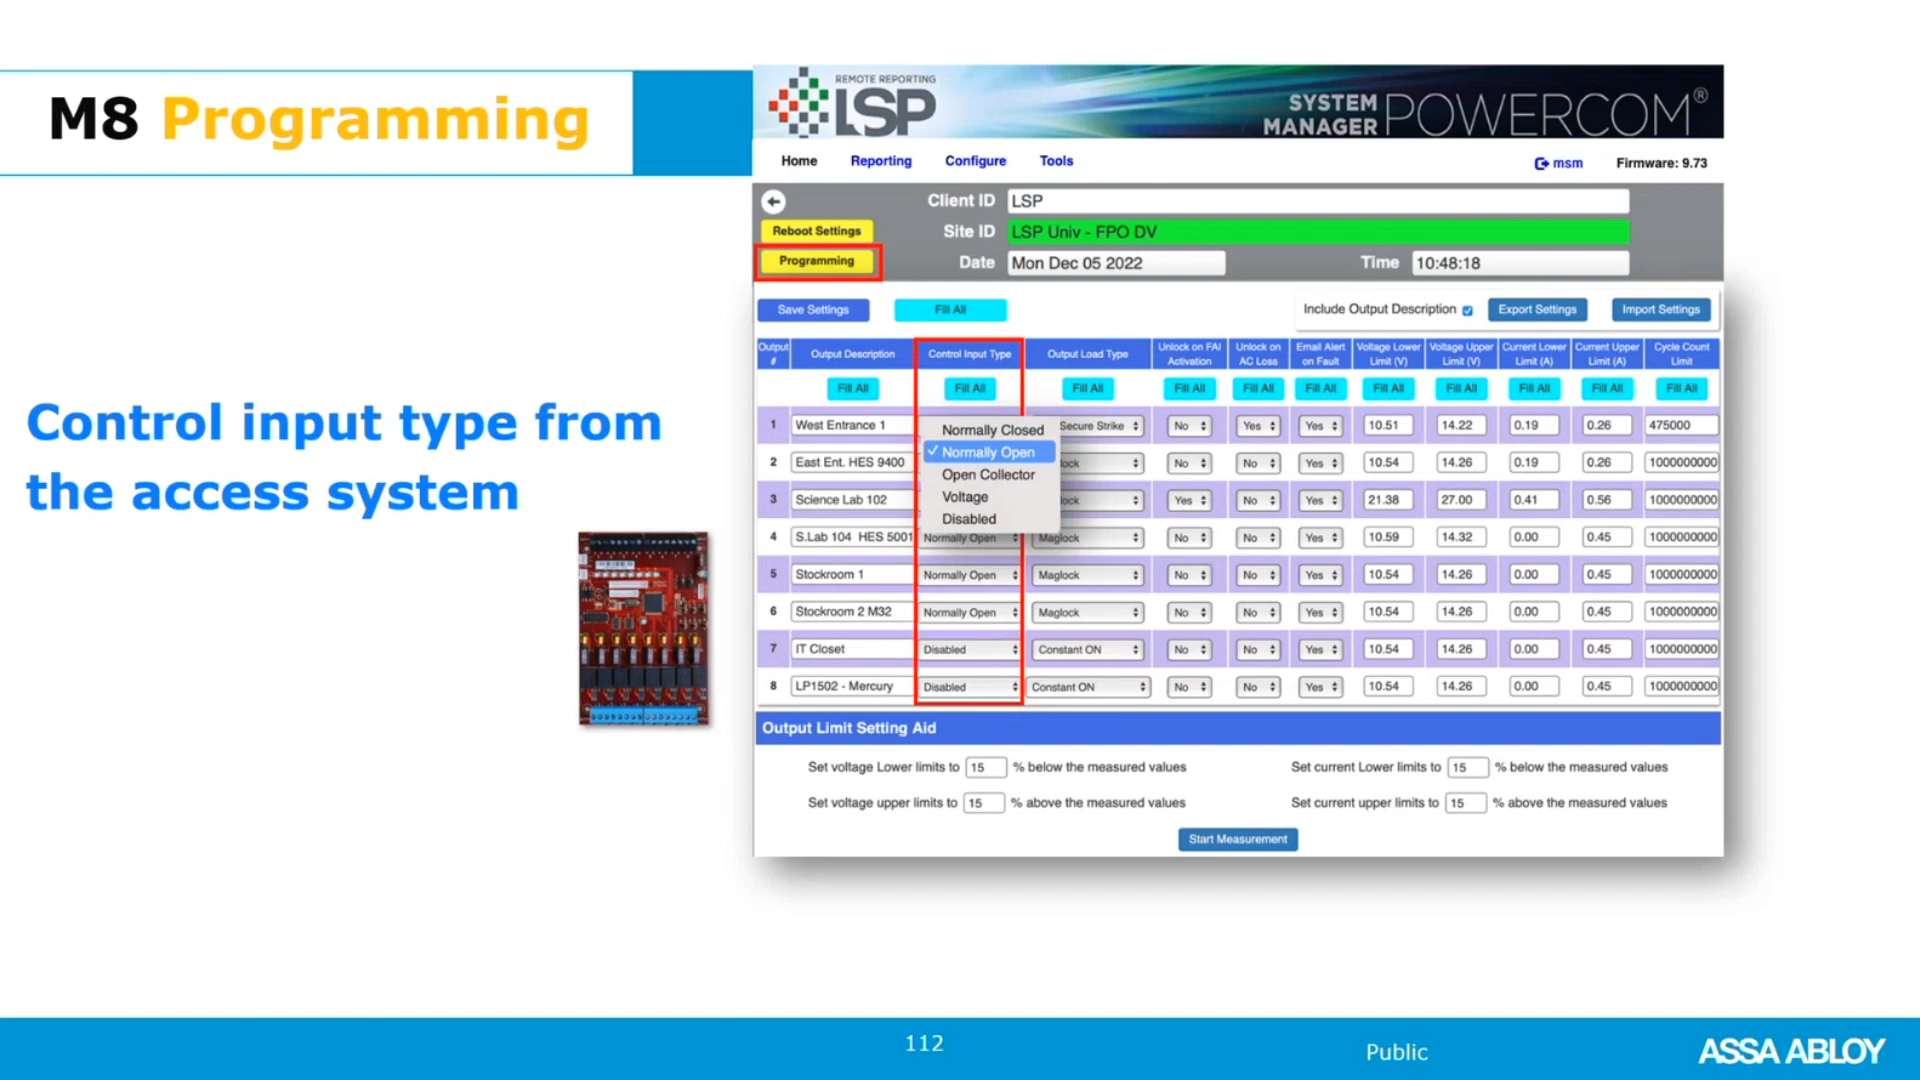 M8 Programming
Control input type from
the access system
REMOTE REPORTING
LSP
SYSTEM
MANAGER POWERCOM®
Home Reporting Configure Tools msm Firmware: 9.73
Client ID LSP
Reboot Settings Site ID LSP Univ - FPO DV
Programming Date Mon Dec 05 2022 Time 10:48:18
Save Settings Fill All Include Output Description Export Settings Import Settings
Output # Output Description Control Input Type Output Load Type Unlock on FAI Activation Unlock on AC Loss Email Alert on Fault Voltage Lower Limit (V) Voltage Upper Limit (V) Current Lower Limit (A) Current Upper Limit (A) Cycle Count Limit
Fill All Fill All Fill All Fill All Fill All Fill All Fill All Fill All Fill All Fill All Fill All
1 West Entrance 1 Secure Strike No Yes Yes 10.51 14.22 0.19 0.26 475000
Normally Closed
Normally Open
Open Collector
Voltage
Disabled
2 East Ent. HES 9400 lock No No Yes 10.54 14.26 0.19 0.26 1000000000
3 Science Lab 102 lock Yes No Yes 21.38 27.00 0.41 0.56 1000000000
4 S.Lab 104 HES 5001 Normally Open Maglock No No Yes 10.59 14.32 0.00 0.45 1000000000
5 Stockroom 1 Normally Open Maglock No No Yes 10.54 14.26 0.00 0.45 1000000000
6 Stockroom 2 M32 Normally Open Maglock No No Yes 10.54 14.26 0.00 0.45 1000000000
7 IT Closet Disabled Constant ON No No Yes 10.54 14.26 0.00 0.45 1000000000
8 LP1502 - Mercury Disabled Constant ON No No Yes 10.54 14.26 0.00 0.45 1000000000
Output Limit Setting Aid
Set voltage Lower limits to 15 % below the measured values Set current Lower limits to 15 % below the measured values
Set voltage upper limits to 15 % above the measured values Set current upper limits to 15 % above the measured values
Start Measurement
112
Public
ASSA ABLOY